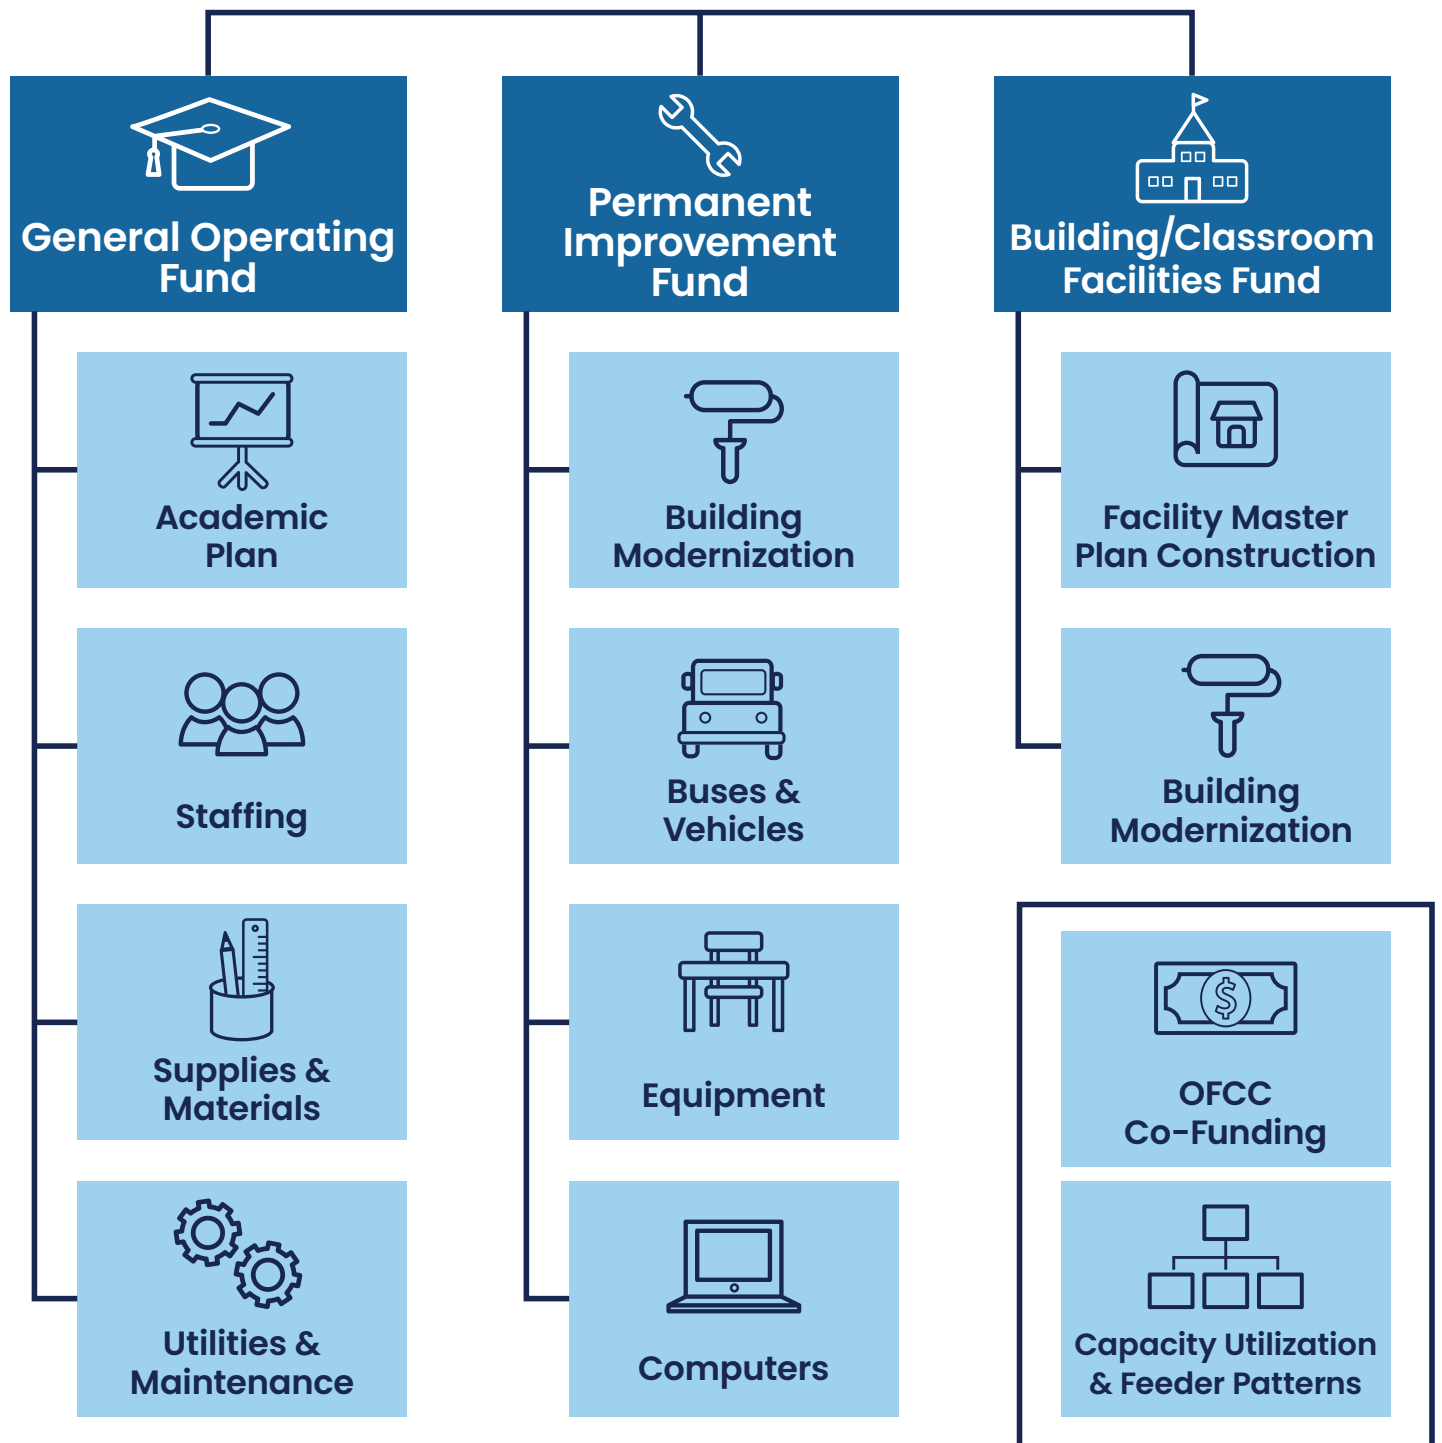 General Operating
Fund
Academic
Plan
Staffing
Supplies &
Materials
Utilities &
Maintenance
Permanent
Improvement
Fund
Building
Modernization
Buses &
Vehicles
Equipment
Computers
Building/Classroom
Facilities Fund
Facility Master
Plan Construction
Building
Modernization
$
OFCC
Co-Funding
Capacity Utilization
& Feeder Patterns